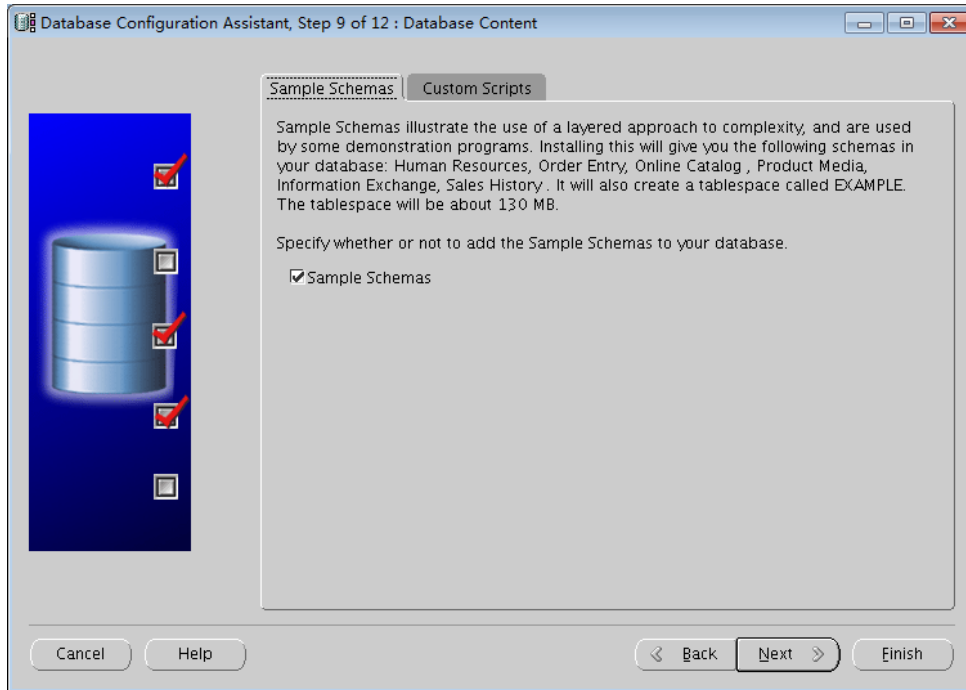 Database Configuration Assistant, Step 9 of 12 : Database Content
Sample Schemas
Custom Scripts
Sample Schemas illustrate the use of a layered approach to complexity, and are used
by some demonstration programs. Installing this will give you the following schemas in
your database: Human Resources, Order Entry, Online Catalog , Product Media,
Information Exchange, Sales History . It will also create a tablespace called EXAMPLE.
The tablespace will be about 130 MB.
Specify whether or not to add the Sample Schemas to your database.
Sample Schemas
Cancel
Help
Back
Next
Finish